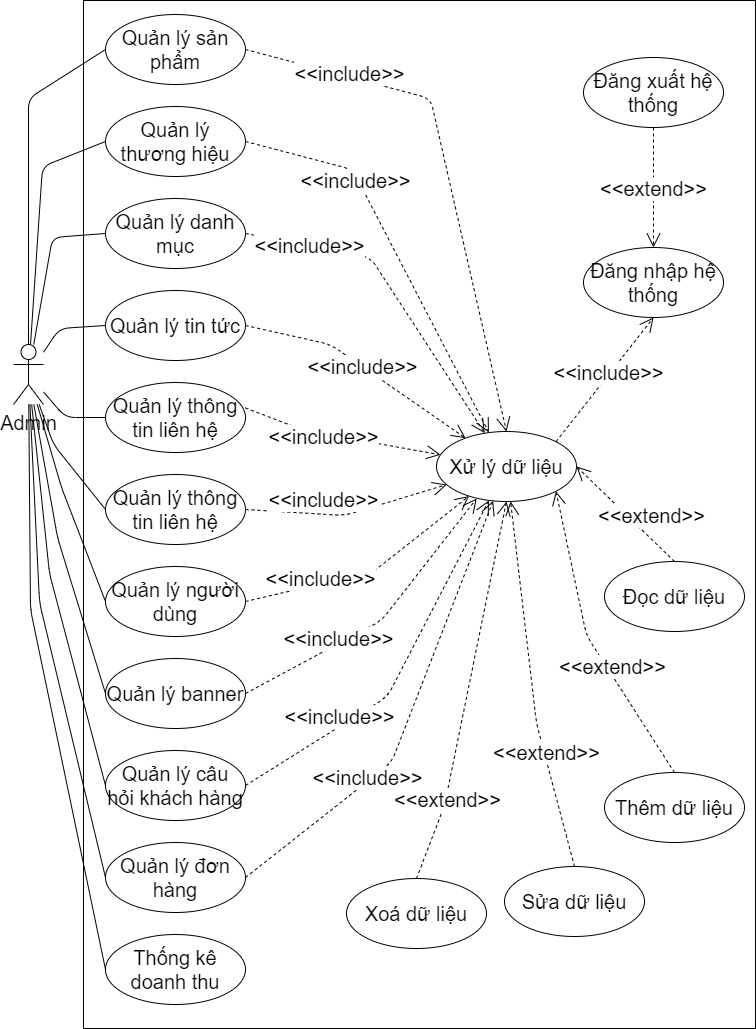 Quản lý sản
phẩm
<<include>>
Đăng xuất hệ
thống
Quản lý
thương hiệu
<<include>>
<<extend>>
Quản lý danh
mục
<<include>>
Đăng nhập hệ
thống
Quản lý tin tức
<<include>>
<<include>>
Admin
Quản lý thông
tin liên hệ
<<include>>
Xử lý dữ liệu
Quản lý thông
tin liên hệ
<<include>>
<<extend>>
Quản lý người
dùng
<<include>>
Đọc dữ liệu
<<include>>
<<extend>>
Quản lý banner
<<include>>
<<extend>>
Quản lý câu
hỏi khách hàng
<<include>>
<<extend>>
Thêm dữ liệu
Quản lý đơn
hàng
Xoá dữ liệu
Sửa dữ liệu
Thống kê
doanh thu